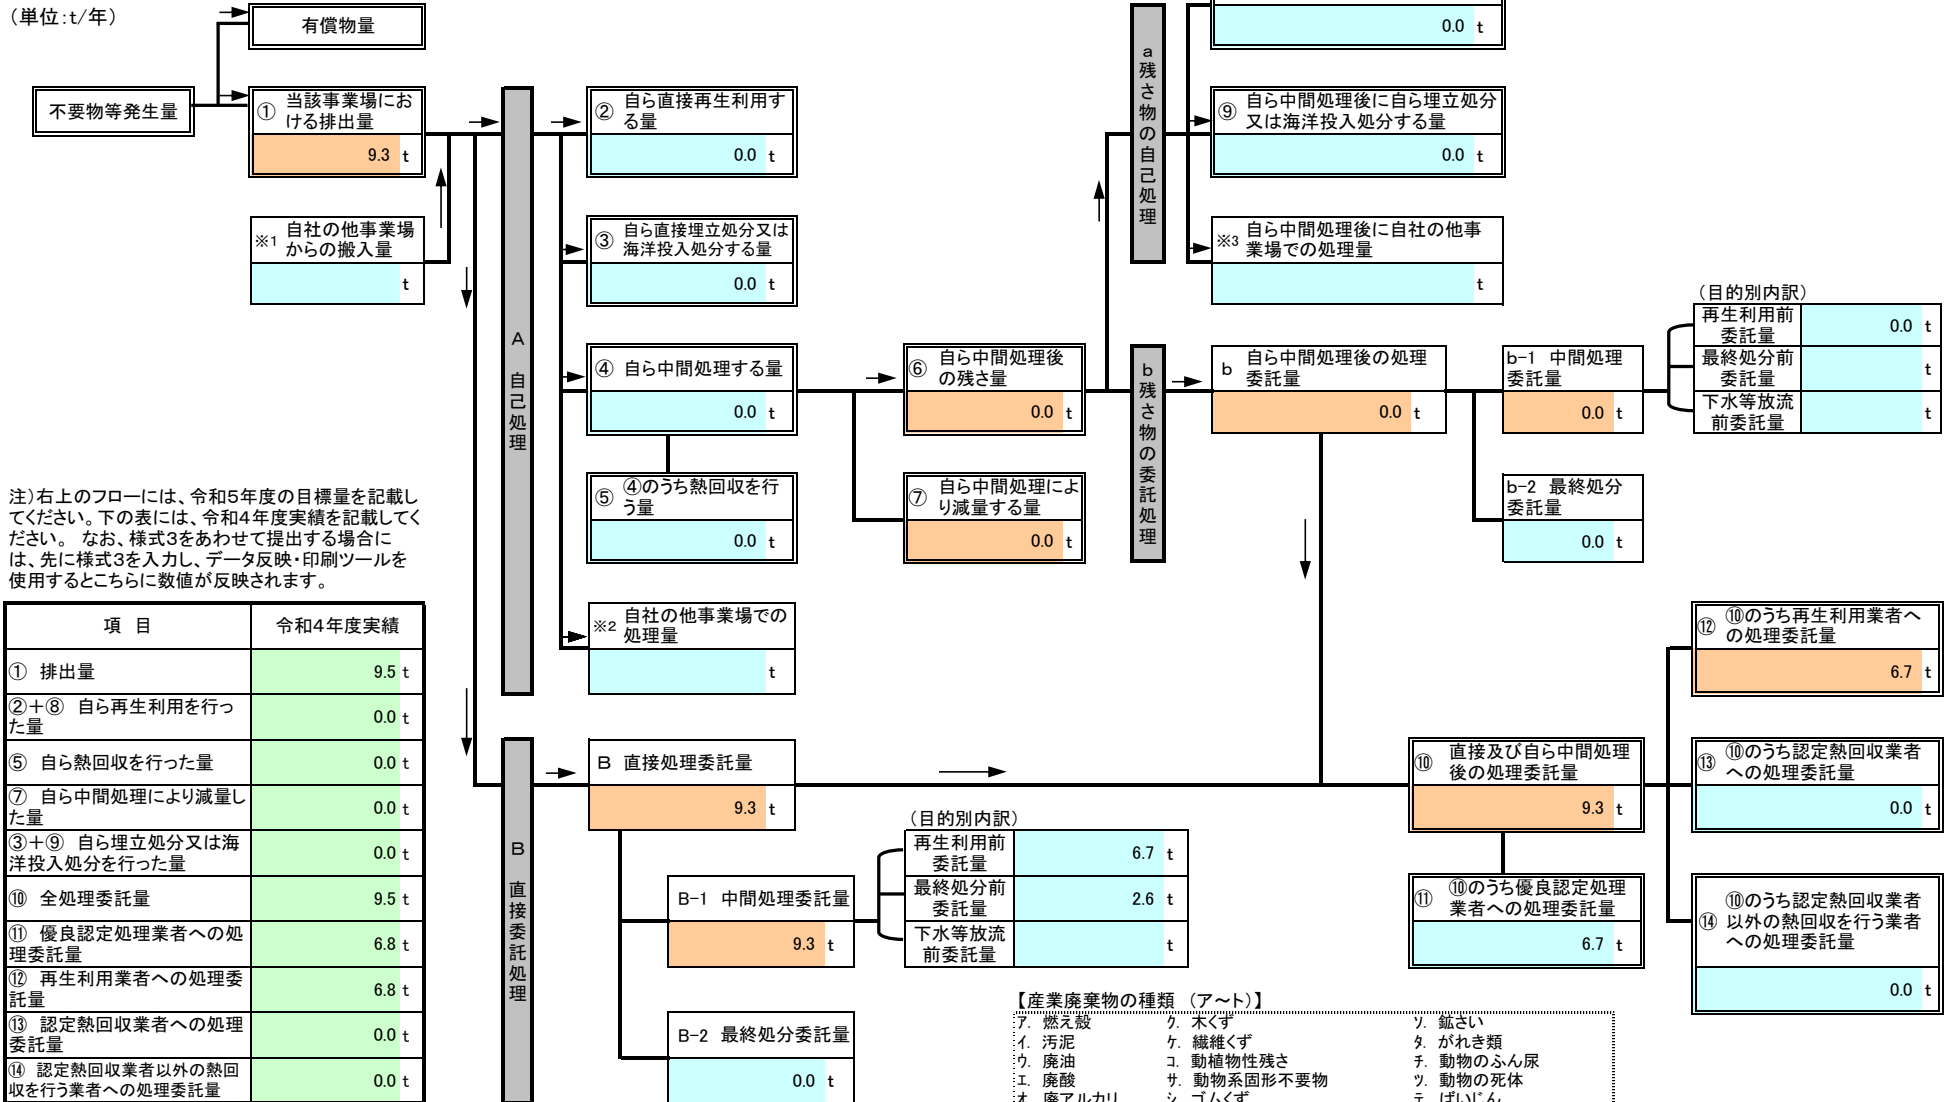 （単位：t/年）
有償物量
不要物等発生量
① 当該事業場にお
ける排出量
9.3 t
※1 自社の他事業場
からの搬入量
t
A 自己処理
② 自ら直接再生利用す
る量
0.0 t
③ 自ら直接埋立処分又は
海洋投入処分する量
0.0 t
④ 自ら中間処理する量
0.0 t
⑤ ④のうち熱回収を行
う量
0.0 t
※2 自社の他事業場での
処理量
t
⑥ 自ら中間処理後
の残さ量
0.0 t
⑦ 自ら中間処理によ
り減量する量
0.0 t
a 残さ物の自己処理
0.0 t
⑨ 自ら中間処理後に自ら埋立処分
又は海洋投入処分する量
0.0 t
※3 自ら中間処理後に自社の他事
業場での処理量
t
b 残さ物の委託処理
b 自ら中間処理後の処理
委託量
0.0 t
b-1 中間処理
委託量
0.0 t
（目的別内訳）
再生利用前
委託量
0.0 t
最終処分前
委託量
t
下水等放流
前委託量
t
b-2 最終処分
委託量
0.0 t
注）右上のフローには、令和５年度の目標量を記載し
てください。下の表には、令和４年度実績を記載してく
ださい。 なお、様式３をあわせて提出する場合に
は、先に様式３を入力し、データ反映・印刷ツールを
使用するとこちらに数値が反映されます。
項 目 令和４年度実績
① 排出量 9.5 t
②＋⑧ 自ら再生利用を行っ
た量 0.0 t
⑤ 自ら熱回収を行った量 0.0 t
⑦ 自ら中間処理により減量し
た量 0.0 t
③＋⑨ 自ら埋立処分又は海
洋投入処分を行った量 0.0 t
⑩ 全処理委託量 9.5 t
⑪ 優良認定処理業者への処
理委託量 6.8 t
⑫ 再生利用業者への処理委
託量 6.8 t
⑬ 認定熱回収業者への処理
委託量 0.0 t
⑭ 認定熱回収業者以外の熱回
収を行う業者への処理委託量 0.0 t
B 直接委託処理
B 直接処理委託量
9.3 t
B-1 中間処理委託量
9.3 t
（目的別内訳）
再生利用前
委託量
6.7 t
最終処分前
委託量
2.6 t
下水等放流
前委託量
t
B-2 最終処分委託量
0.0 t
⑩ 直接及び自ら中間処理
後の処理委託量
9.3 t
⑪ ⑩のうち優良認定処理
業者への処理委託量
6.7 t
⑫ ⑩のうち再生利用業者へ
の処理委託量
6.7 t
⑬ ⑩のうち認定熱回収業者
への処理委託量
0.0 t
⑭ ⑩のうち認定熱回収業者
以外の熱回収を行う業者
への処理委託量
0.0 t
【産業廃棄物の種類 （ア～ト）】
ア. 燃え殻 ク. 木くず ソ. 鉱さい
イ. 汚泥 ケ. 繊維くず タ. がれき類
ウ. 廃油 コ. 動植物性残さ チ. 動物のふん尿
エ. 廃酸 サ. 動物系固形不要物 ツ. 動物の死体
オ. 廃アルカリ シ. ゴムくず テ. ばいじん